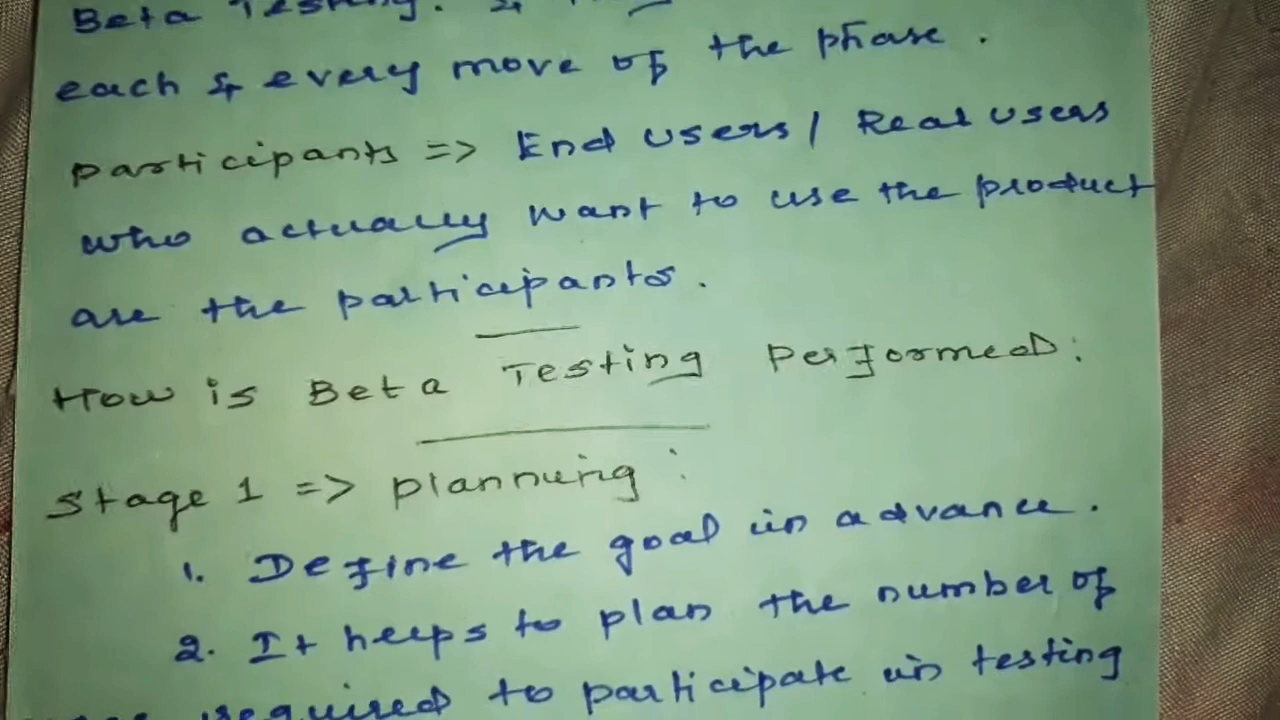 Beta Testing.
each & every move of the phase.
Participants => End users / Real users
who actually want to use the product
are the participants.
How is Beta Testing Performed:
Stage 1 => planning:
1. Define the goal in advance.
2. It helps to plan the number of
required to participate in testing